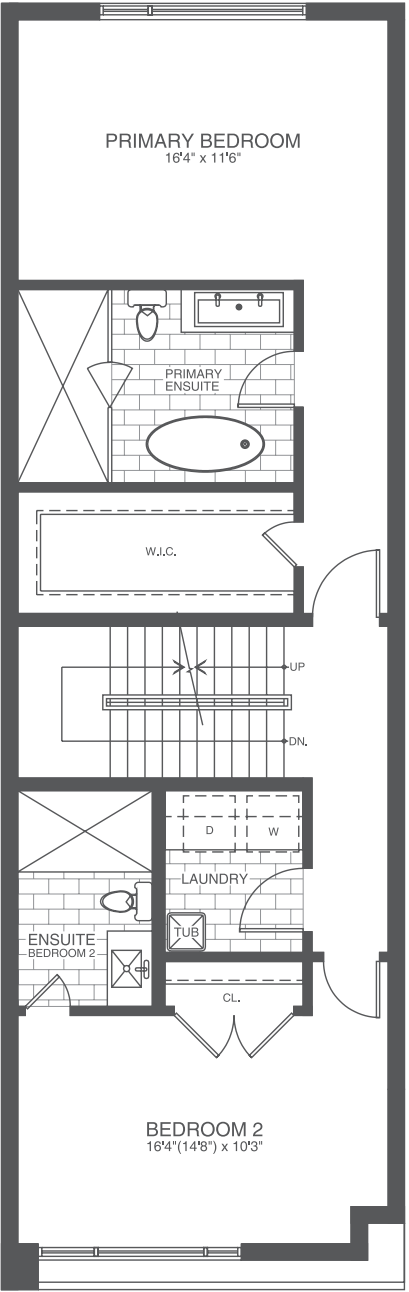 PRIMARY BEDROOM
16'4" x 11'6"
PRIMARY
ENSUITE
W.I.C.
UP
DN.
D
W
LAUNDRY
TUB
ENSUITE
BEDROOM 2
CL.
BEDROOM 2
16'4"(14'8") x 10'3"